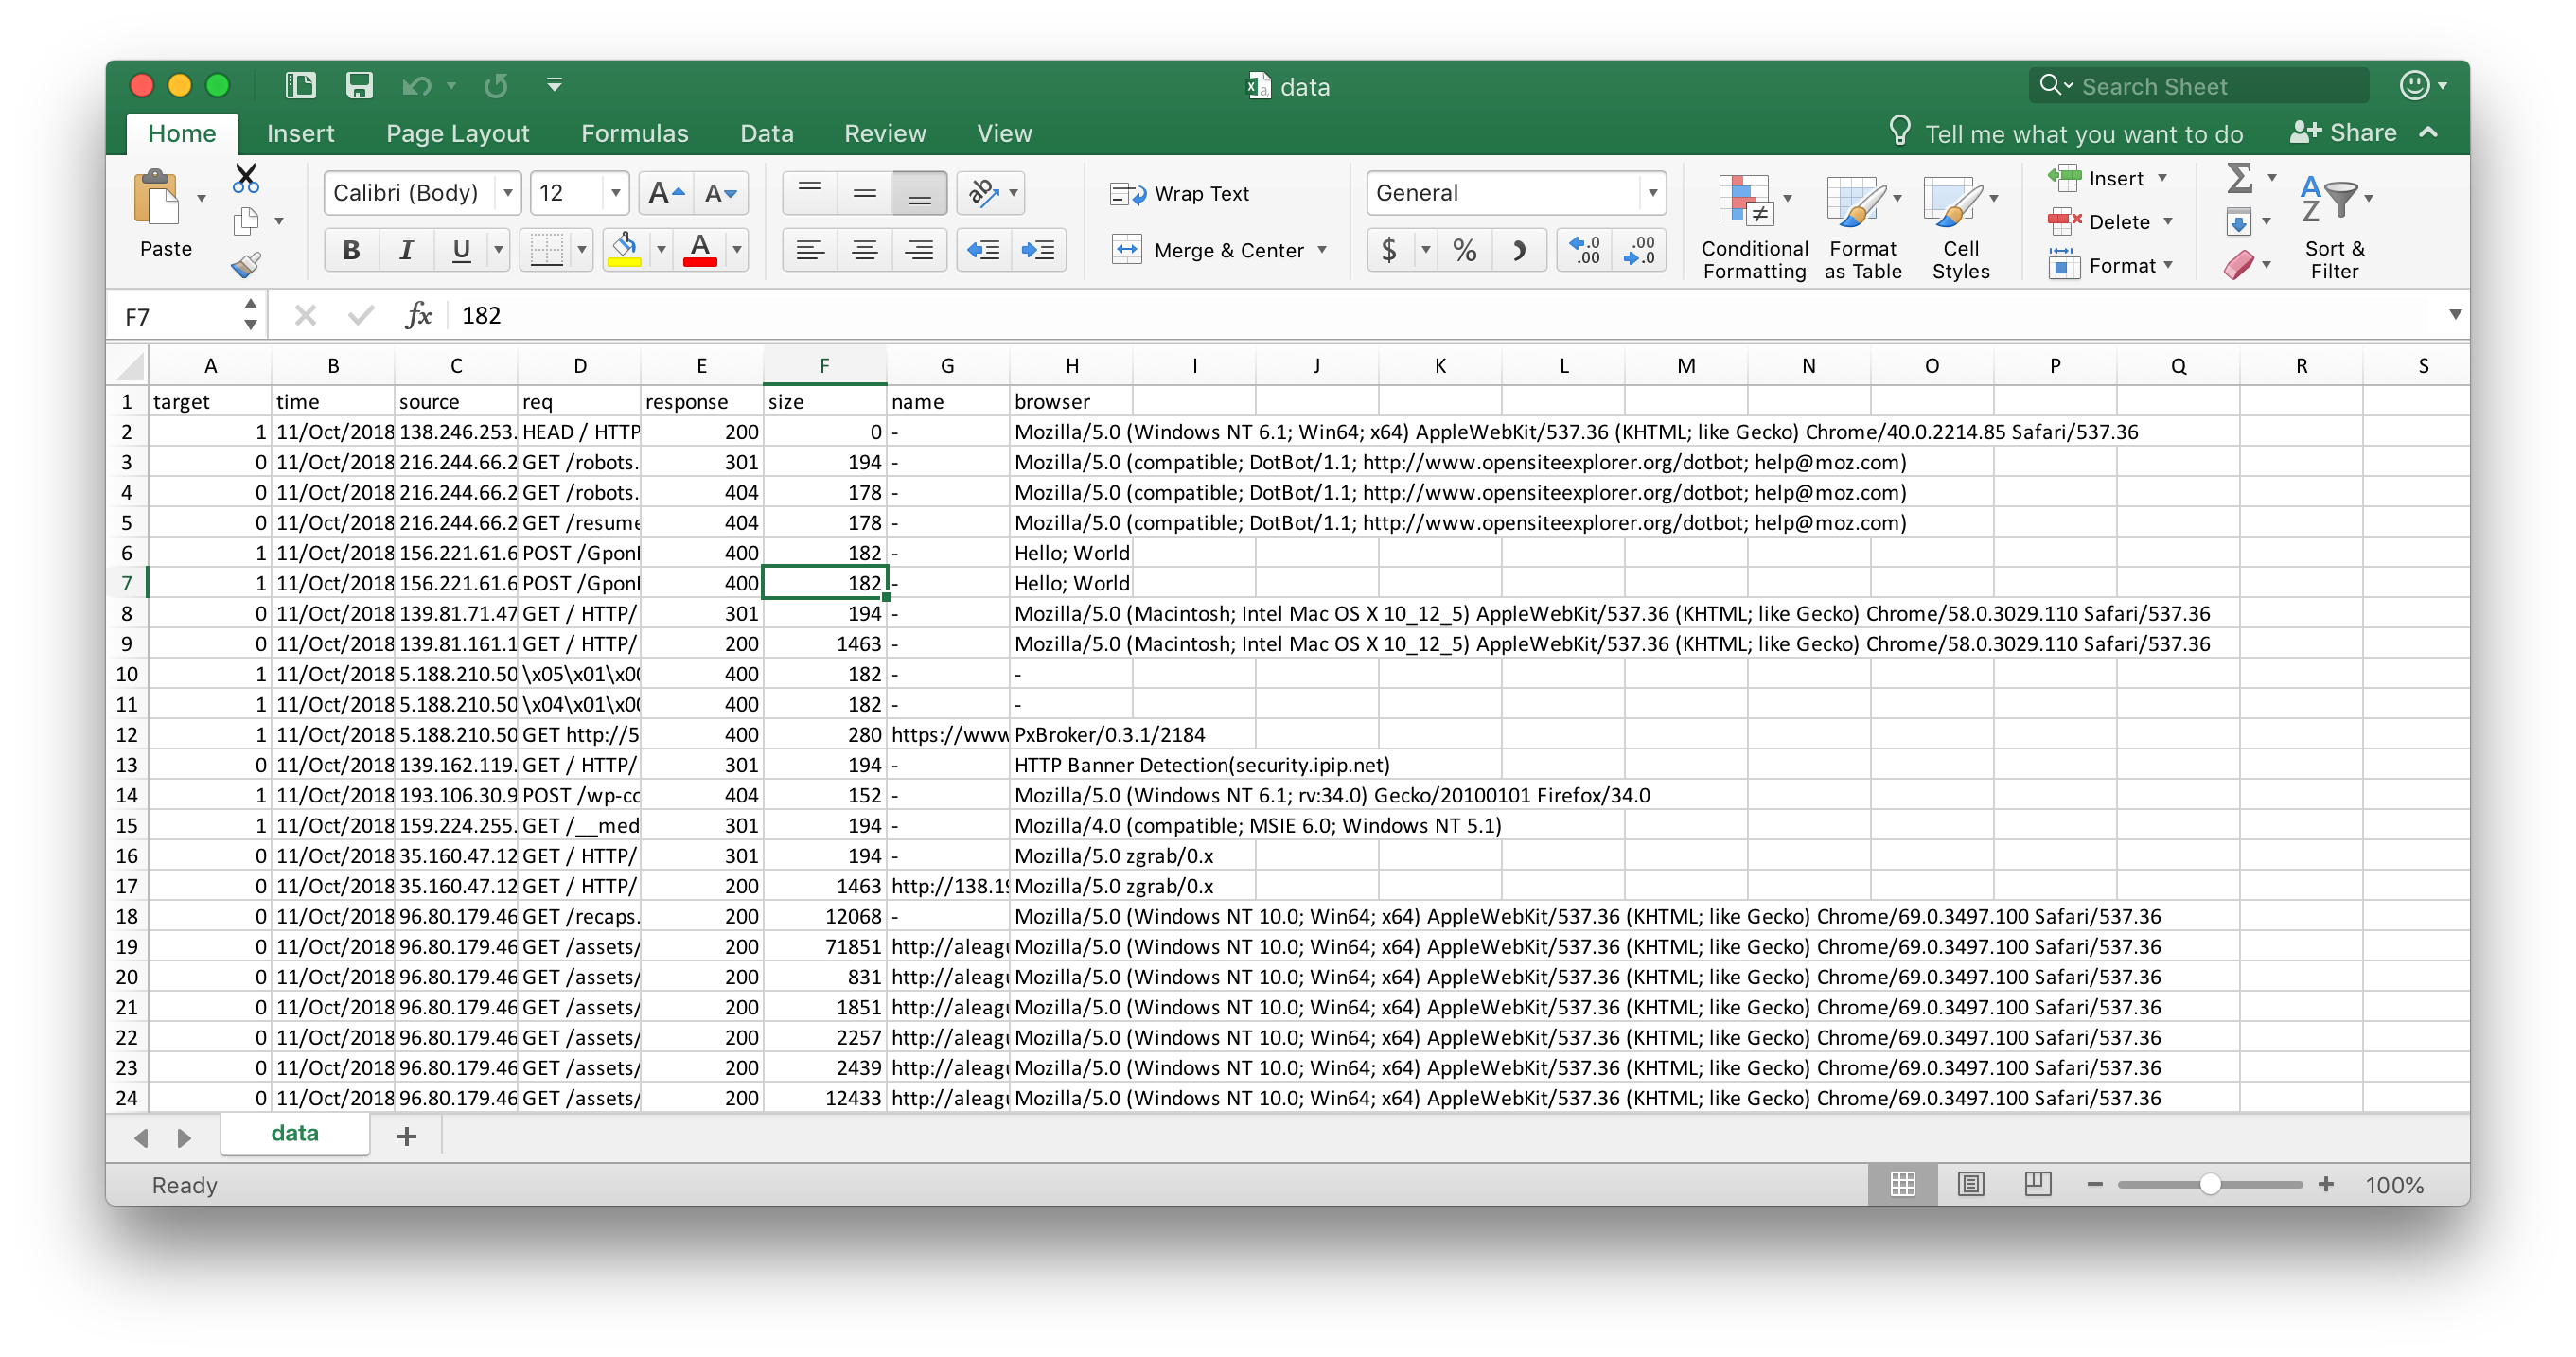 data
Search Sheet
Home Insert Page Layout Formulas Data Review View
Tell me what you want to do
Share
Paste
Calibri (Body) 12
Wrap Text
Merge & Center
General
Conditional Formatting
Format as Table
Cell Styles
Insert
Delete
Format
Sort & Filter
F7 fx 182
A B C D E F G H I J K L M N O P Q R S
1 target time source req response size name browser
2 1 11/Oct/2018 138.246.253. HEAD / HTTP 200 0 - Mozilla/5.0 (Windows NT 6.1; Win64; x64) AppleWebKit/537.36 (KHTML; like Gecko) Chrome/40.0.2214.85 Safari/537.36
3 0 11/Oct/2018 216.244.66.2 GET /robots. 301 194 - Mozilla/5.0 (compatible; DotBot/1.1; http://www.opensiteexplorer.org/dotbot; help@moz.com)
4 0 11/Oct/2018 216.244.66.2 GET /robots. 404 178 - Mozilla/5.0 (compatible; DotBot/1.1; http://www.opensiteexplorer.org/dotbot; help@moz.com)
5 0 11/Oct/2018 216.244.66.2 GET /resume 404 178 - Mozilla/5.0 (compatible; DotBot/1.1; http://www.opensiteexplorer.org/dotbot; help@moz.com)
6 1 11/Oct/2018 156.221.61.6 POST /Gpon 400 182 - Hello; World
7 1 11/Oct/2018 156.221.61.6 POST /Gpon 400 182 - Hello; World
8 0 11/Oct/2018 139.81.71.47 GET / HTTP/ 301 194 - Mozilla/5.0 (Macintosh; Intel Mac OS X 10_12_5) AppleWebKit/537.36 (KHTML; like Gecko) Chrome/58.0.3029.110 Safari/537.36
9 0 11/Oct/2018 139.81.161.1 GET / HTTP/ 200 1463 - Mozilla/5.0 (Macintosh; Intel Mac OS X 10_12_5) AppleWebKit/537.36 (KHTML; like Gecko) Chrome/58.0.3029.110 Safari/537.36
10 1 11/Oct/2018 5.188.210.50 \x05\x01\x00 400 182 - -
11 1 11/Oct/2018 5.188.210.50 \x04\x01\x00 400 182 - -
12 1 11/Oct/2018 5.188.210.50 GET http://5 400 280 https://www PxBroker/0.3.1/2184
13 0 11/Oct/2018 139.162.119. GET / HTTP/ 301 194 - HTTP Banner Detection(security.ipip.net)
14 1 11/Oct/2018 193.106.30.9 POST /wp-co 404 152 - Mozilla/5.0 (Windows NT 6.1; rv:34.0) Gecko/20100101 Firefox/34.0
15 1 11/Oct/2018 159.224.255. GET /__med 301 194 - Mozilla/4.0 (compatible; MSIE 6.0; Windows NT 5.1)
16 0 11/Oct/2018 35.160.47.12 GET / HTTP/ 301 194 - Mozilla/5.0 zgrab/0.x
17 0 11/Oct/2018 35.160.47.12 GET / HTTP/ 200 1463 http://138.19 Mozilla/5.0 zgrab/0.x
18 0 11/Oct/2018 96.80.179.46 GET /recaps. 200 12068 - Mozilla/5.0 (Windows NT 10.0; Win64; x64) AppleWebKit/537.36 (KHTML; like Gecko) Chrome/69.0.3497.100 Safari/537.36
19 0 11/Oct/2018 96.80.179.46 GET /assets/ 200 71851 http://aleagu Mozilla/5.0 (Windows NT 10.0; Win64; x64) AppleWebKit/537.36 (KHTML; like Gecko) Chrome/69.0.3497.100 Safari/537.36
20 0 11/Oct/2018 96.80.179.46 GET /assets/ 200 831 http://aleagu Mozilla/5.0 (Windows NT 10.0; Win64; x64) AppleWebKit/537.36 (KHTML; like Gecko) Chrome/69.0.3497.100 Safari/537.36
21 0 11/Oct/2018 96.80.179.46 GET /assets/ 200 1851 http://aleagu Mozilla/5.0 (Windows NT 10.0; Win64; x64) AppleWebKit/537.36 (KHTML; like Gecko) Chrome/69.0.3497.100 Safari/537.36
22 0 11/Oct/2018 96.80.179.46 GET /assets/ 200 2257 http://aleagu Mozilla/5.0 (Windows NT 10.0; Win64; x64) AppleWebKit/537.36 (KHTML; like Gecko) Chrome/69.0.3497.100 Safari/537.36
23 0 11/Oct/2018 96.80.179.46 GET /assets/ 200 2439 http://aleagu Mozilla/5.0 (Windows NT 10.0; Win64; x64) AppleWebKit/537.36 (KHTML; like Gecko) Chrome/69.0.3497.100 Safari/537.36
24 0 11/Oct/2018 96.80.179.46 GET /assets/ 200 12433 http://aleagu Mozilla/5.0 (Windows NT 10.0; Win64; x64) AppleWebKit/537.36 (KHTML; like Gecko) Chrome/69.0.3497.100 Safari/537.36
data
Ready
100%